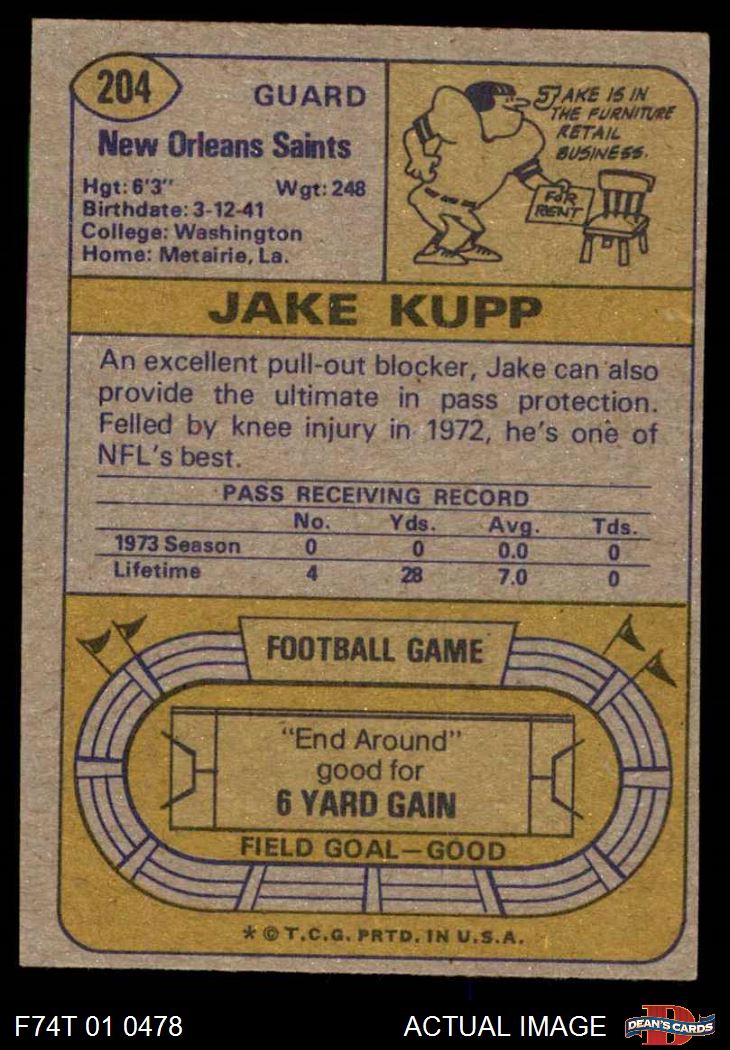 204
GUARD
New Orleans Saints
Hgt: 6'3" Wgt: 248
Birthdate: 3-12-41
College: Washington
Home: Metairie, La.
JAKE IS IN
THE FURNITURE
RETAIL
BUSINESS.
FOR
RENT
JAKE KUPP
An excellent pull-out blocker, Jake can also
provide the ultimate in pass protection.
Felled by knee injury in 1972, he's one of
NFL's best.
PASS RECEIVING RECORD
No. Yds. Avg. Tds.
1973 Season 0 0 0.0 0
Lifetime 4 28 7.0 0
FOOTBALL GAME
"End Around"
good for
6 YARD GAIN
FIELD GOAL—GOOD
* © T.C.G. PRTD. IN U.S.A.
F74T 01 0478
ACTUAL IMAGE
D
DEAN'S CARDS